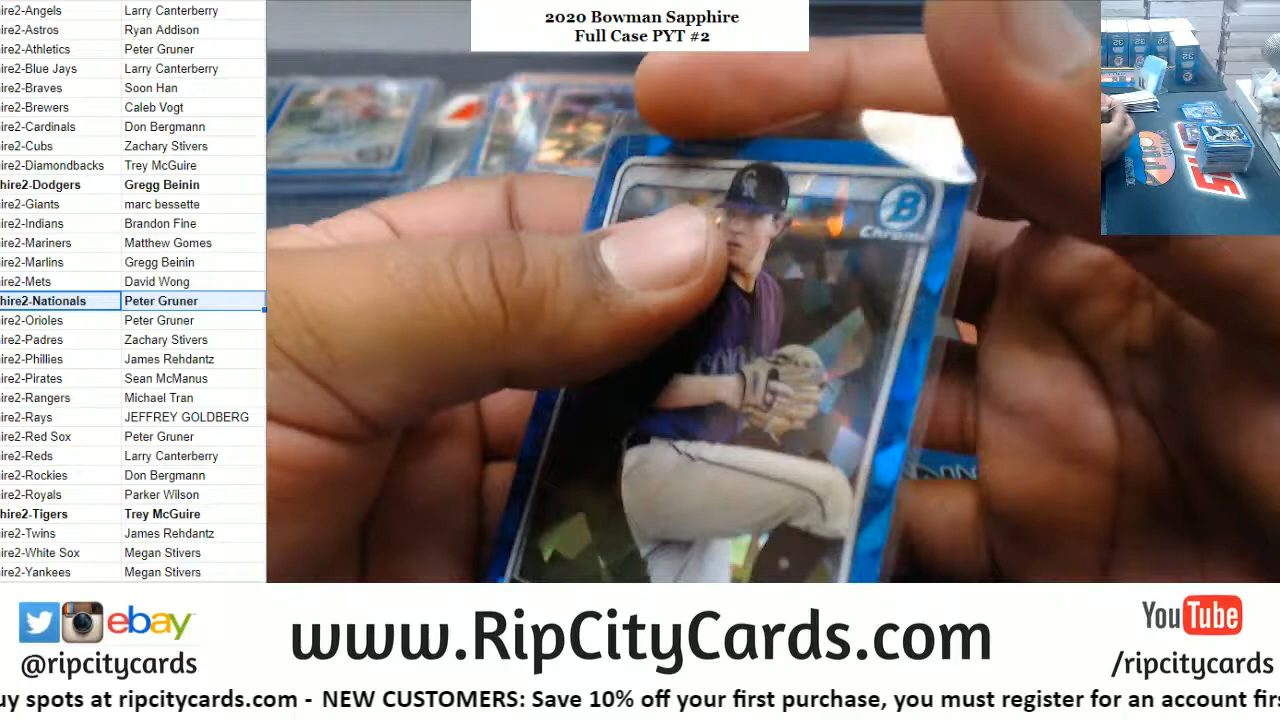 2020 Bowman Sapphire
Full Case PYT #2
ire2-Angels Larry Canterberry
ire2-Astros Ryan Addison
ire2-Athletics Peter Gruner
ire2-Blue Jays Larry Canterberry
ire2-Braves Soon Han
ire2-Brewers Caleb Vogt
ire2-Cardinals Don Bergmann
ire2-Cubs Zachary Stivers
ire2-Diamondbacks Trey McGuire
hire2-Dodgers Gregg Beinin
ire2-Giants marc bessette
ire2-Indians Brandon Fine
ire2-Mariners Matthew Gomes
ire2-Marlins Gregg Beinin
ire2-Mets David Wong
hire2-Nationals Peter Gruner
ire2-Orioles Peter Gruner
ire2-Padres Zachary Stivers
ire2-Phillies James Rehdantz
ire2-Pirates Sean McManus
ire2-Rangers Michael Tran
ire2-Rays JEFFREY GOLDBERG
ire2-Red Sox Peter Gruner
ire2-Reds Larry Canterberry
ire2-Rockies Don Bergmann
ire2-Royals Parker Wilson
hire2-Tigers Trey McGuire
ire2-Twins James Rehdantz
ire2-White Sox Megan Stivers
ire2-Yankees Megan Stivers
B
Chrome
ebay
@ripcitycards
www.RipCityCards.com
YouTube
/ripcitycards
uy spots at ripcitycards.com - NEW CUSTOMERS: Save 10% off your first purchase, you must register for an account firs